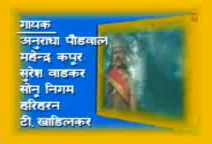 गायक
अनुराधा पौडवाल
महेन्द्र कपूर
सुरेश वाडकर
सोनू निगम
हरिहरन
टी. खाडिलकर